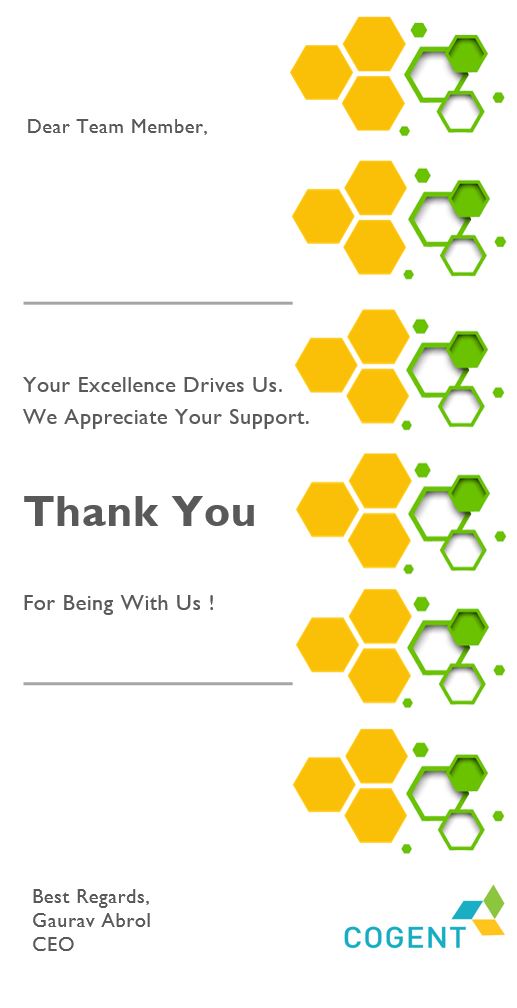 Dear Team Member,
Your Excellence Drives Us.
We Appreciate Your Support.
Thank You
For Being With Us !
Best Regards,
Gaurav Abrol
CEO
COGENT